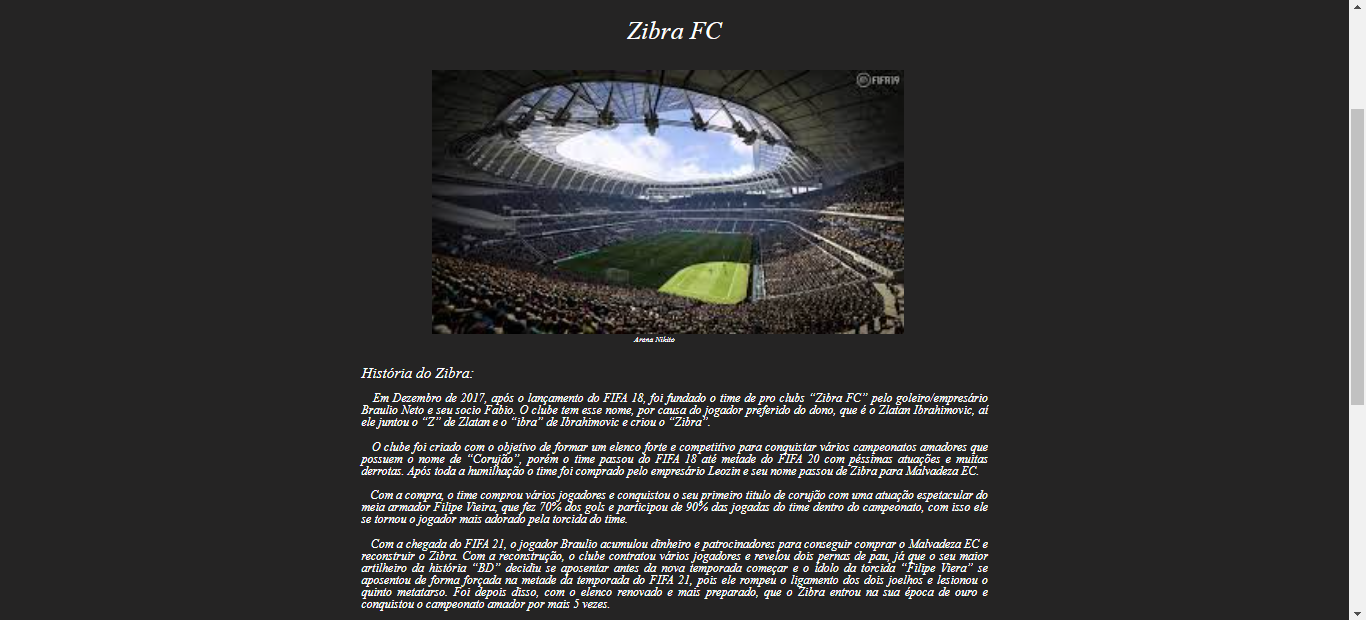 Zibra FC
FIFA19
Arena Nikito
História do Zibra:
Em Dezembro de 2017, após o lançamento do FIFA 18, foi fundado o time de pro clubs “Zibra FC” pelo goleiro/empresário
Braulio Neto e seu socio Fabio. O clube tem esse nome, por causa do jogador preferido do dono, que é o Zlatan Ibrahimovic, aí
ele juntou o “Z” de Zlatan e o “ibra” de Ibrahimovic e criou o “Zibra”.
O clube foi criado com o objetivo de formar um elenco forte e competitivo para conquistar vários campeonatos amadores que
possuem o nome de “Corujão”, porém o time passou do FIFA 18 até metade do FIFA 20 com péssimas atuações e muitas
derrotas. Após toda a humilhação o time foi comprado pelo empresário Leozin e seu nome passou de Zibra para Malvadeza EC.
Com a compra, o time comprou vários jogadores e conquistou o seu primeiro titulo de corujão com uma atuação espetacular do
meia armador Filipe Vieira, que fez 70% dos gols e participou de 90% das jogadas do time dentro do campeonato, com isso ele
se tornou o jogador mais adorado pela torcida do time.
Com a chegada do FIFA 21, o jogador Braulio acumulou dinheiro e patrocinadores para conseguir comprar o Malvadeza EC e
reconstruir o Zibra. Com a reconstrução, o clube contratou vários jogadores e revelou dois pernas de pau, já que o seu maior
artilheiro da história “BD” decidiu se aposentar antes da nova temporada começar e o ídolo da torcida “Filipe Viera” se
aposentou de forma forçada na metade da temporada do FIFA 21, pois ele rompeu o ligamento dos dois joelhos e lesionou o
quinto metatarso. Foi depois disso, com o elenco renovado e mais preparado, que o Zibra entrou na sua época de ouro e
conquistou o campeonato amador por mais 5 vezes.